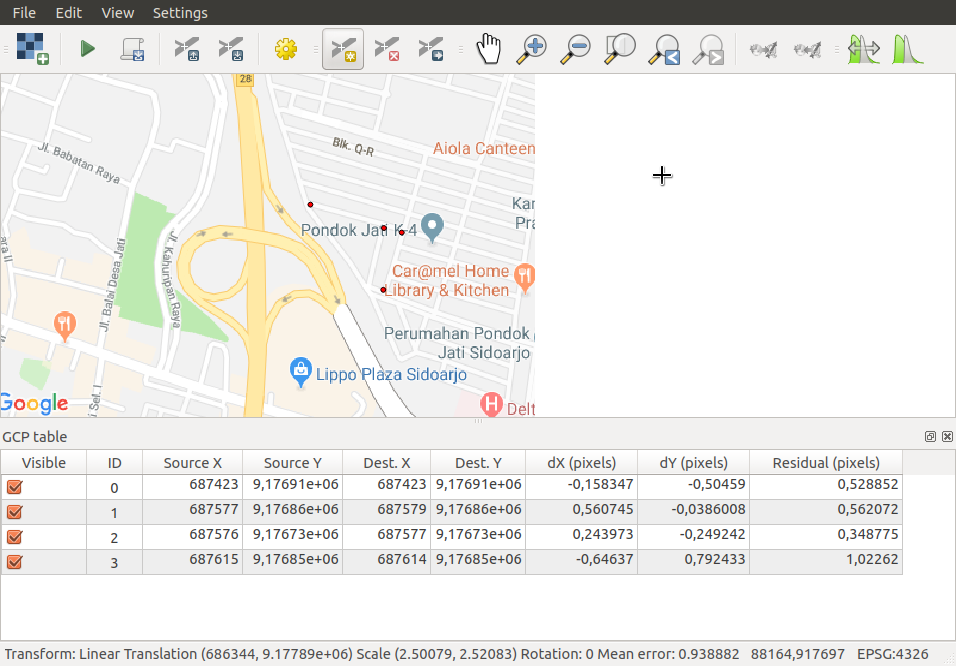 File Edit View Settings
28
Blk. Q-R
Aiola Canteen
Jl. Babatan Raya
Kar
Pra
Pondok Jati K-4
Jl. Kahuripan Raya
Jl. Balai Desa Jati
Car@mel Home
Library & Kitchen
Perumahan Pondok
Jati Sidoarjo
Lippo Plaza Sidoarjo
Jl Sel. I
Google
H Delt
GCP table
Visible ID Source X Source Y Dest. X Dest. Y dX (pixels) dY (pixels) Residual (pixels)
0 687423 9,17691e+06 687423 9,17691e+06 -0,158347 -0,50459 0,528852
1 687577 9,17686e+06 687579 9,17686e+06 0,560745 -0,0386008 0,562072
2 687576 9,17673e+06 687577 9,17673e+06 0,243973 -0,249242 0,348775
3 687615 9,17685e+06 687614 9,17685e+06 -0,64637 0,792433 1,02262
Transform: Linear Translation (686344, 9.17789e+06) Scale (2.50079, 2.52083) Rotation: 0 Mean error: 0.938882 88164,917697 EPSG:4326